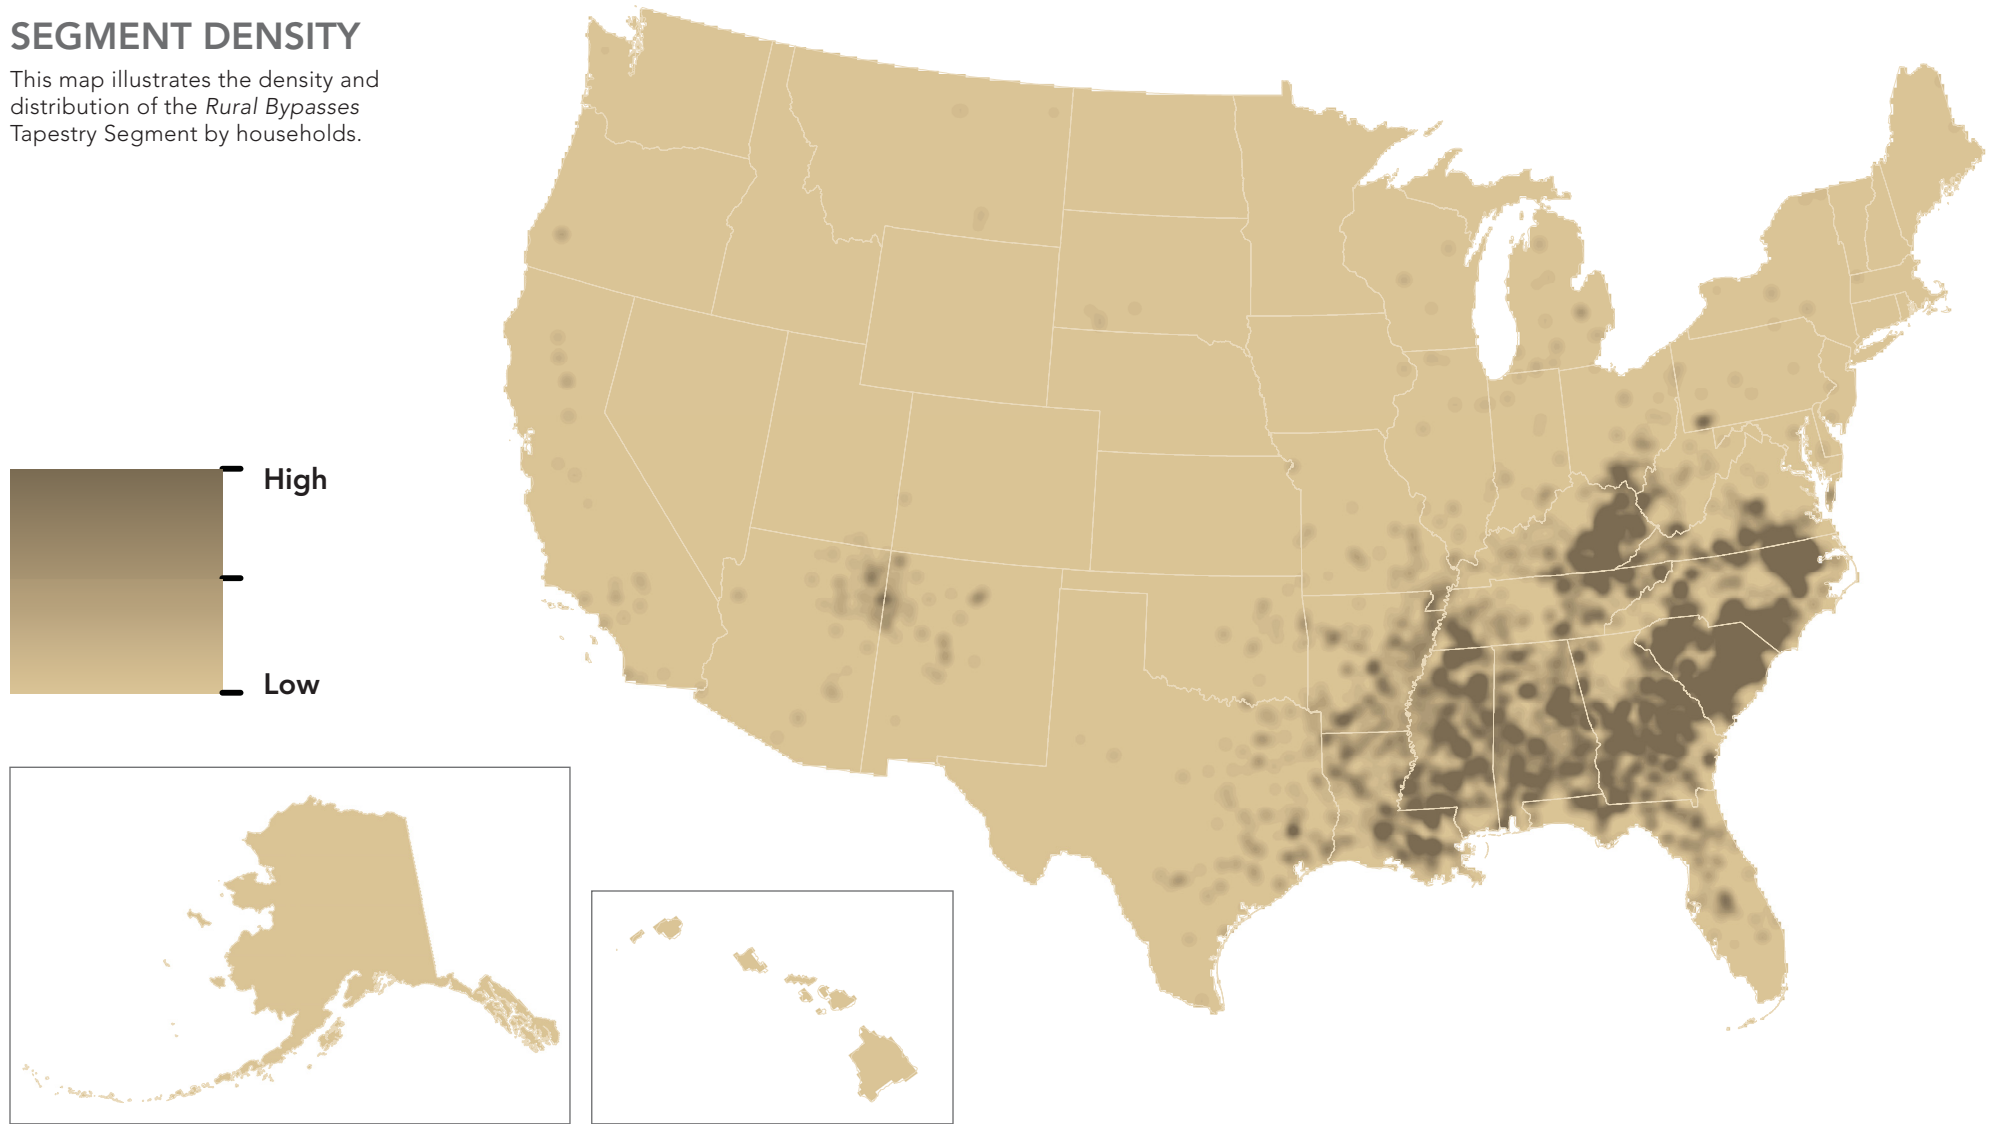 SEGMENT DENSITY
This map illustrates the density and
distribution of the Rural Bypasses
Tapestry Segment by households.
High
Low